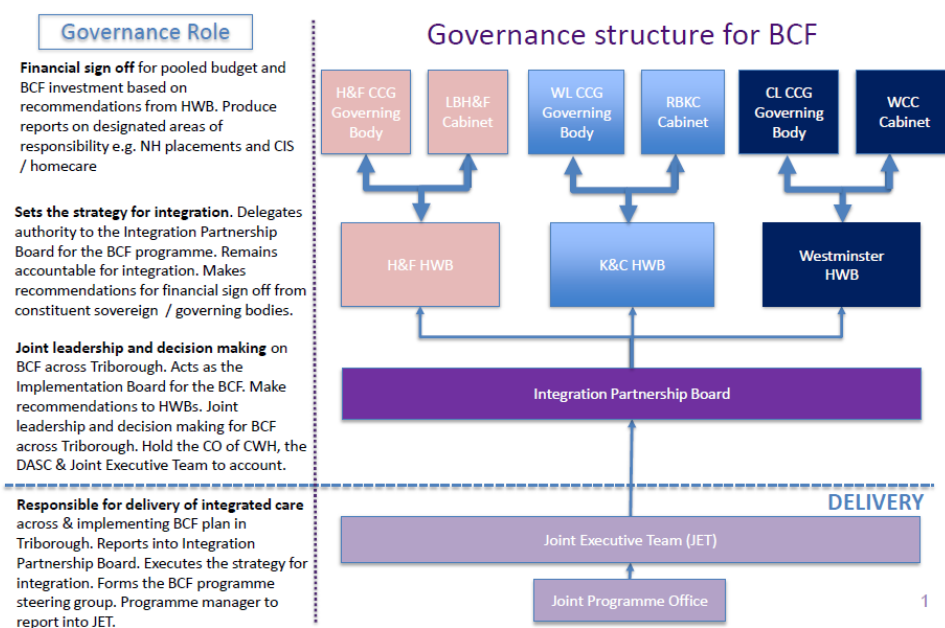 Governance Role
Governance structure for BCF
Financial sign off for pooled budget and
BCF investment based on
recommendations from HWB. Produce
reports on designated areas of
responsibility e.g. NH placements and CIS
/ homecare
H&F CCG
Governing
Body
LBH&F
Cabinet
WL CCG
Governing
Body
RBKC
Cabinet
CL CCG
Governing
Body
WCC
Cabinet
Sets the strategy for integration. Delegates
authority to the Integration Partnership
Board for the BCF programme. Remains
accountable for integration. Makes
recommendations for financial sign off from
constituent sovereign / governing bodies.
H&F HWB
K&C HWB
Westminster
HWB
Joint leadership and decision making on
BCF across Triborough. Acts as the
Implementation Board for the BCF. Make
recommendations to HWBs. Joint
leadership and decision making for BCF
across Triborough. Hold the CO of CWH, the
DASC & Joint Executive Team to account.
Integration Partnership Board
DELIVERY
Responsible for delivery of integrated care
across & implementing BCF plan in
Triborough. Reports into Integration
Partnership Board. Executes the strategy for
integration. Forms the BCF programme
steering group. Programme manager to
report into JET.
Joint Executive Team (JET)
Joint Programme Office
1